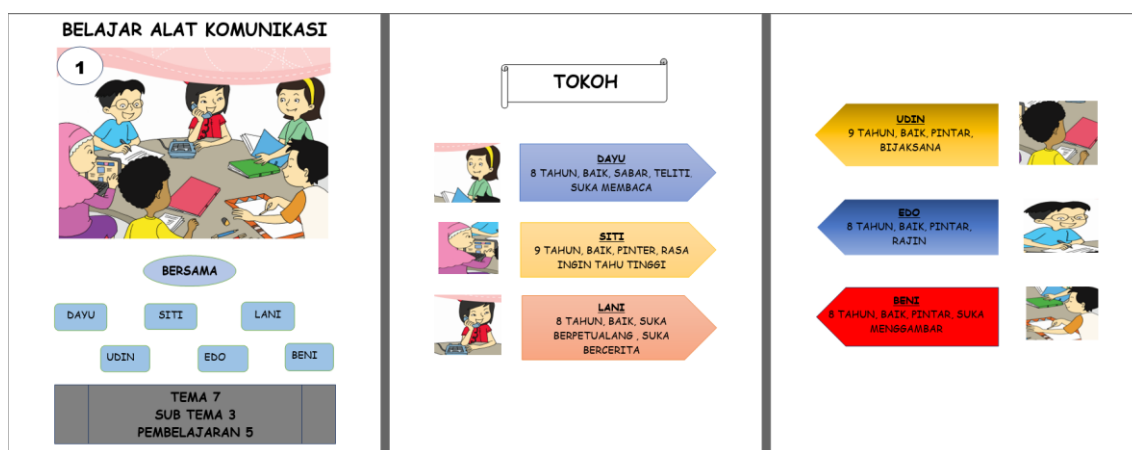 BELAJAR ALAT KOMUNIKASI
1
BERSAMA
DAYU
SITI
LANI
UDIN
EDO
BENI
TEMA 7
SUB TEMA 3
PEMBELAJARAN 5
TOKOH
DAYU
8 TAHUN, BAIK, SABAR, TELITI.
SUKA MEMBACA
SITI
9 TAHUN, BAIK, PINTER, RASA
INGIN TAHU TINGGI
LANI
8 TAHUN, BAIK, SUKA
BERPETUALANG , SUKA
BERCERITA
UDIN
9 TAHUN, BAIK, PINTAR,
BIJAKSANA
EDO
8 TAHUN, BAIK, PINTAR,
RAJIN
BENI
8 TAHUN, BAIK, PINTAR, SUKA
MENGGAMBAR